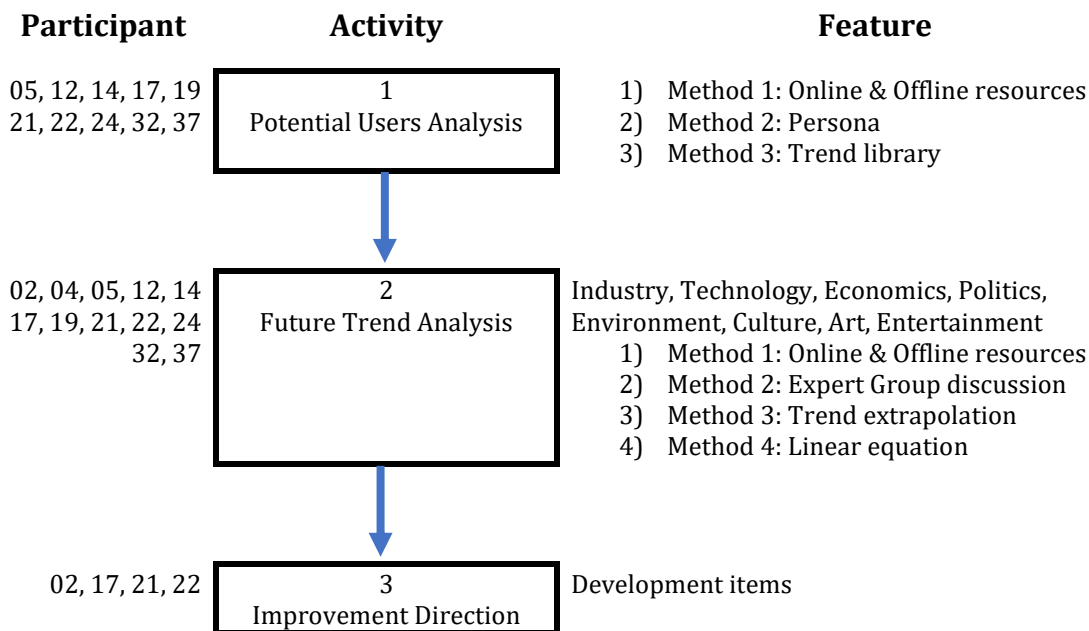 Participant Activity Feature
05, 12, 14, 17, 19
21, 22, 24, 32, 37
1
Potential Users Analysis
1) Method 1: Online & Offline resources
2) Method 2: Persona
3) Method 3: Trend library
02, 04, 05, 12, 14
17, 19, 21, 22, 24
32, 37
2
Future Trend Analysis
Industry, Technology, Economics, Politics,
Environment, Culture, Art, Entertainment
1) Method 1: Online & Offline resources
2) Method 2: Expert Group discussion
3) Method 3: Trend extrapolation
4) Method 4: Linear equation
02, 17, 21, 22
3
Improvement Direction
Development items